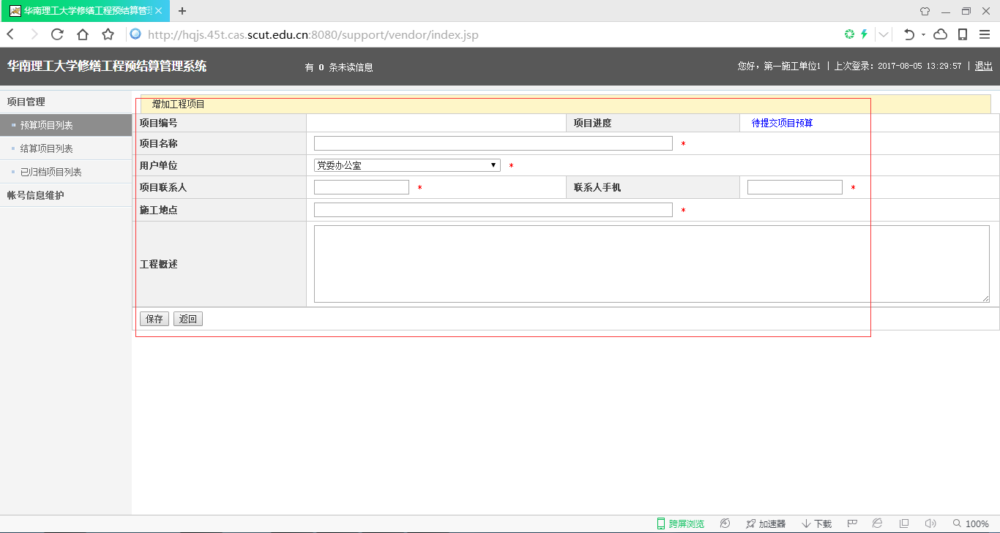 华南理工大学修缮工程预结算管理
http://hqjs.45t.cas.scut.edu.cn:8080/support/vendor/index.jsp
华南理工大学修缮工程预结算管理系统
有 0 条未读信息
您好，第一施工单位1 | 上次登录：2017-08-05 13:29:57 | 退出
项目管理
预算项目列表
结算项目列表
已归档项目列表
帐号信息维护
增加工程项目
项目编号
项目进度 待提交项目预算
项目名称 *
用户单位 党委办公室 *
项目联系人 * 联系人手机 *
施工地点 *
工程概述
保存 返回
跨屏浏览 加速器 下载 100%